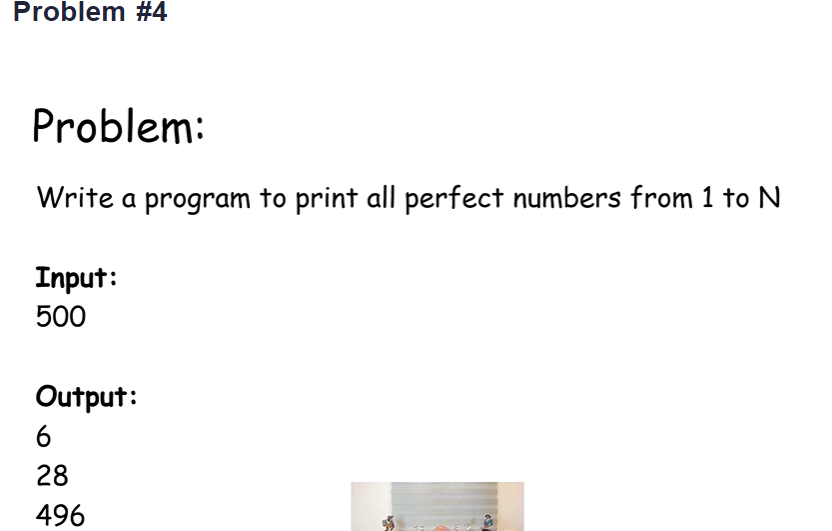 Problem #4
Problem:
Write a program to print all perfect numbers from 1 to N
Input:
500
Output:
6
28
496